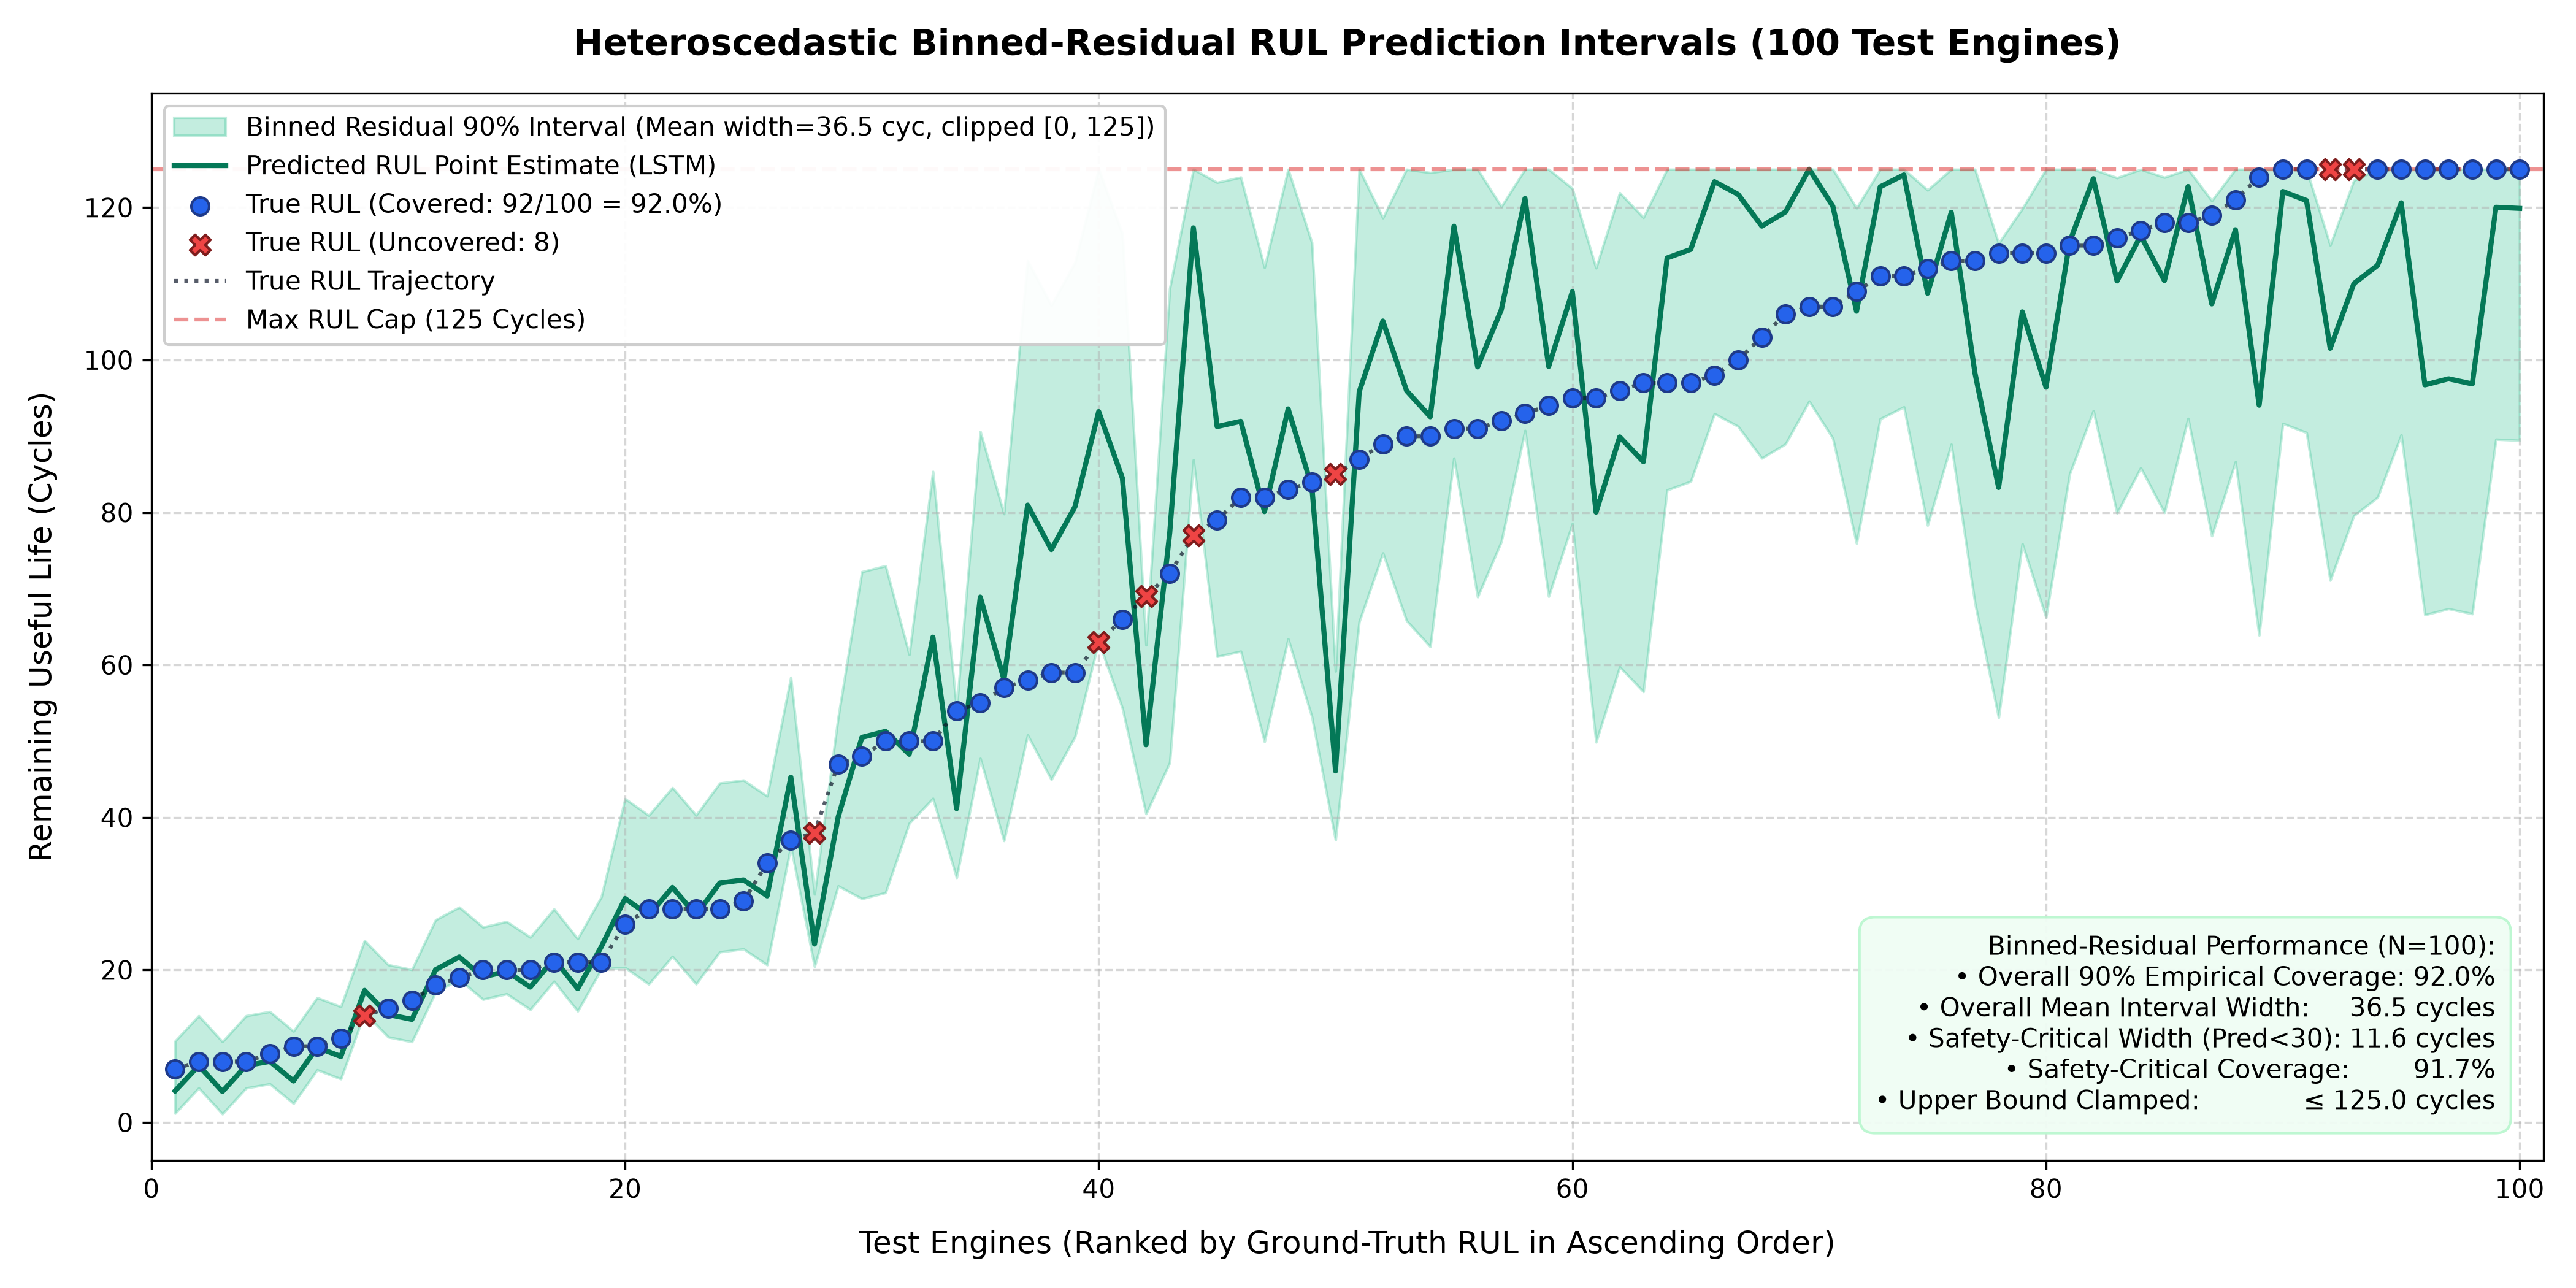 Heteroscedastic Binned-Residual RUL Prediction Intervals (100 Test Engines)
Binned Residual 90% Interval (Mean width=36.5 cyc, clipped [0, 125])
Predicted RUL Point Estimate (LSTM)
True RUL (Covered: 92/100 = 92.0%)
True RUL (Uncovered: 8)
True RUL Trajectory
Max RUL Cap (125 Cycles)
Remaining Useful Life (Cycles)
120
100
80
60
40
20
0
Binned-Residual Performance (N=100):
• Overall 90% Empirical Coverage: 92.0%
• Overall Mean Interval Width: 36.5 cycles
• Safety-Critical Width (Pred<30): 11.6 cycles
• Safety-Critical Coverage: 91.7%
• Upper Bound Clamped: ≤ 125.0 cycles
0 20 40 60 80 100
Test Engines (Ranked by Ground-Truth RUL in Ascending Order)